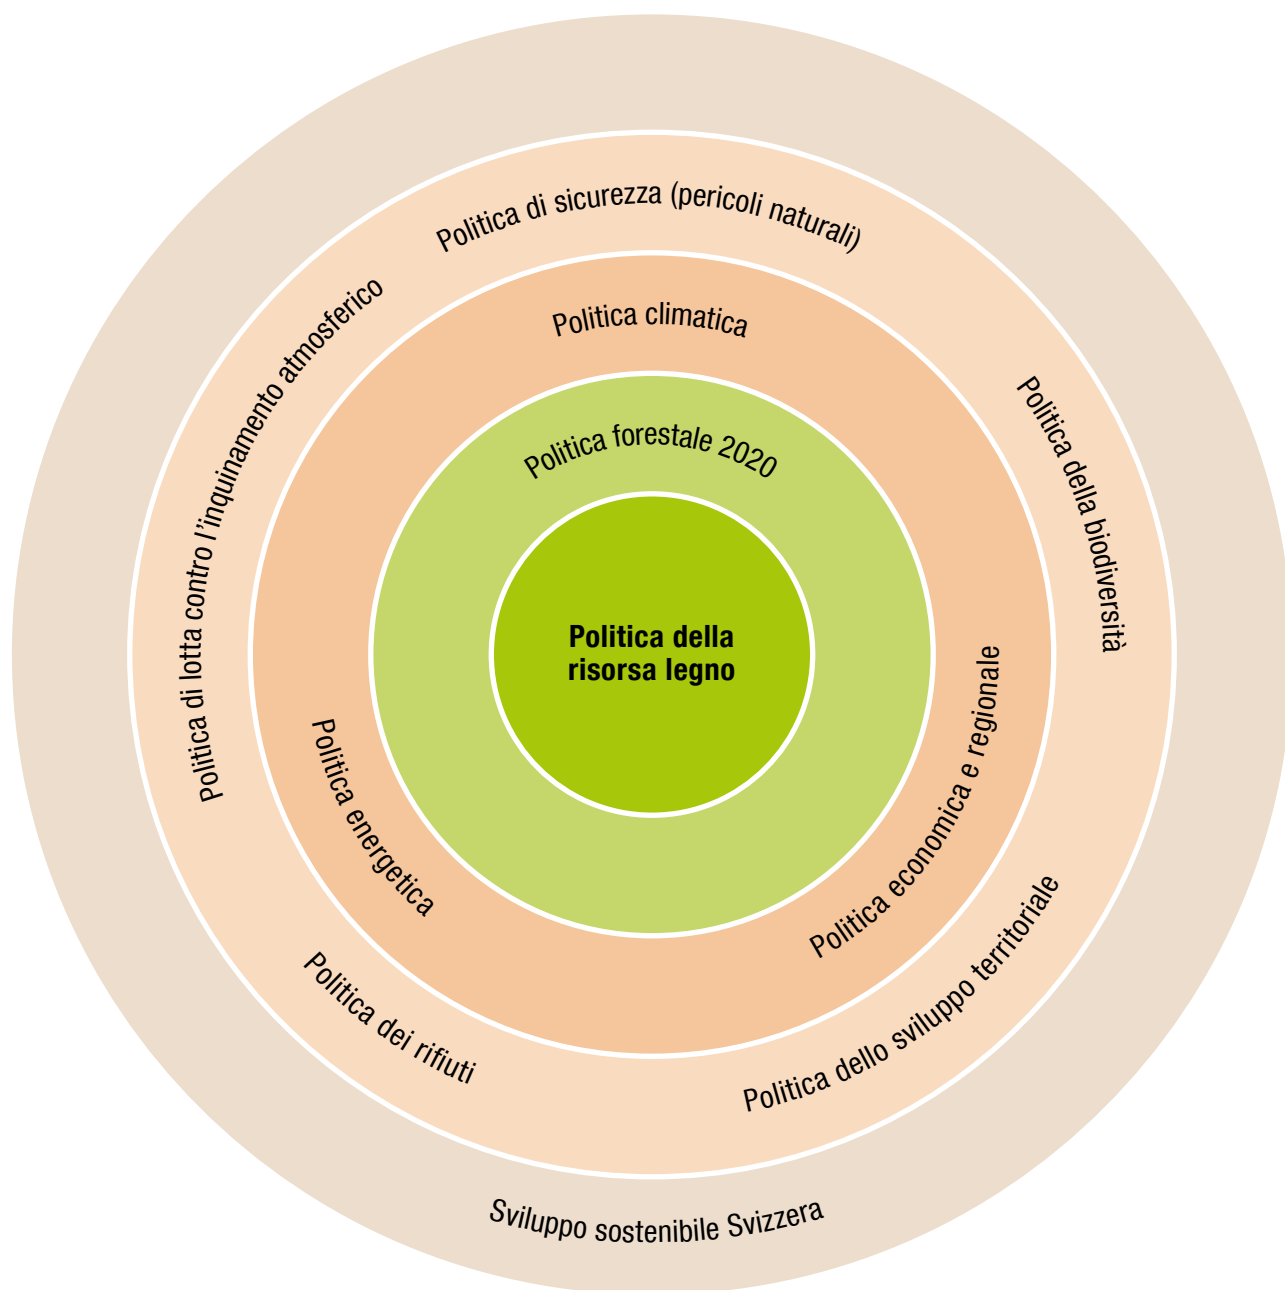 Politica di sicurezza (pericoli naturali)
Politica di lotta contro l'inquinamento atmosferico
Politica climatica
Politica della biodiversità
Politica forestale 2020
Politica della
risorsa legno
Politica energetica
Politica economica e regionale
Politica dei rifiuti
Politica dello sviluppo territoriale
Sviluppo sostenibile Svizzera